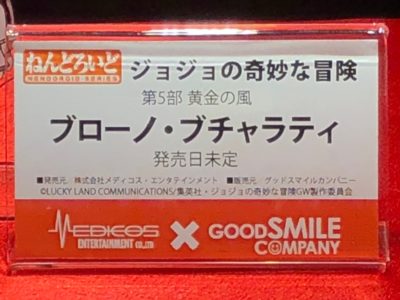 ねんどろいど
NENDOROID SERIES
ジョジョの奇妙な冒険
第5部 黄金の風
ブローノ・ブチャラティ
発売日未定
■発売元／株式会社メディコス・エンタテインメント ■販売元／グッドスマイルカンパニー
©LUCKY LAND COMMUNICATIONS/集英社・ジョジョの奇妙な冒険GW製作委員会
MEDICOS
ENTERTAINMENT CO.,LTD
×
GOODSMILE
COMPANY